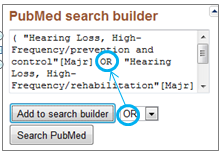 PubMed search builder
( "Hearing Loss, High-
Frequency/prevention and
control"[Majr] OR "Hearing
Loss, High-
Frequency/rehabilitation"[Majr]
Add to search builder OR
Search PubMed